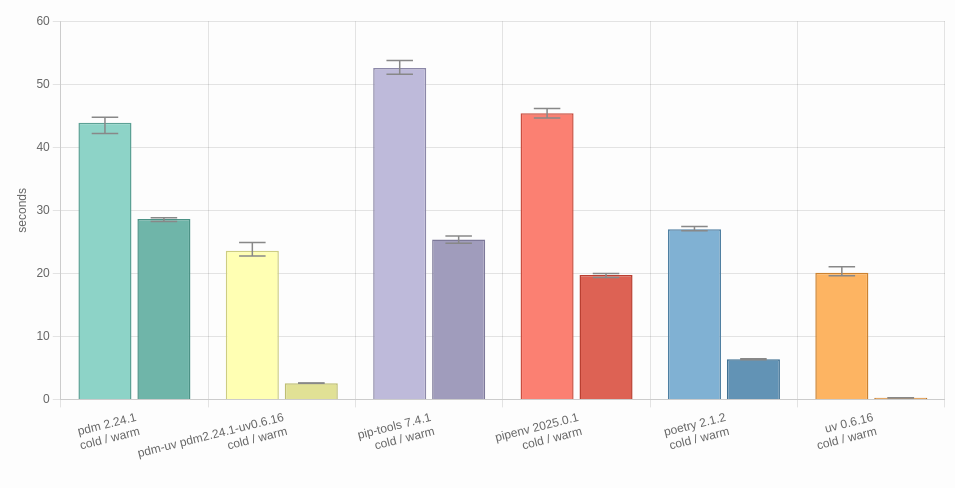 60
50
40
30
20
10
0
seconds
pdm 2.24.1
cold / warm
pdm-uv pdm2.24.1-uv0.6.16
cold / warm
pip-tools 7.4.1
cold / warm
pipenv 2025.0.1
cold / warm
poetry 2.1.2
cold / warm
uv 0.6.16
cold / warm